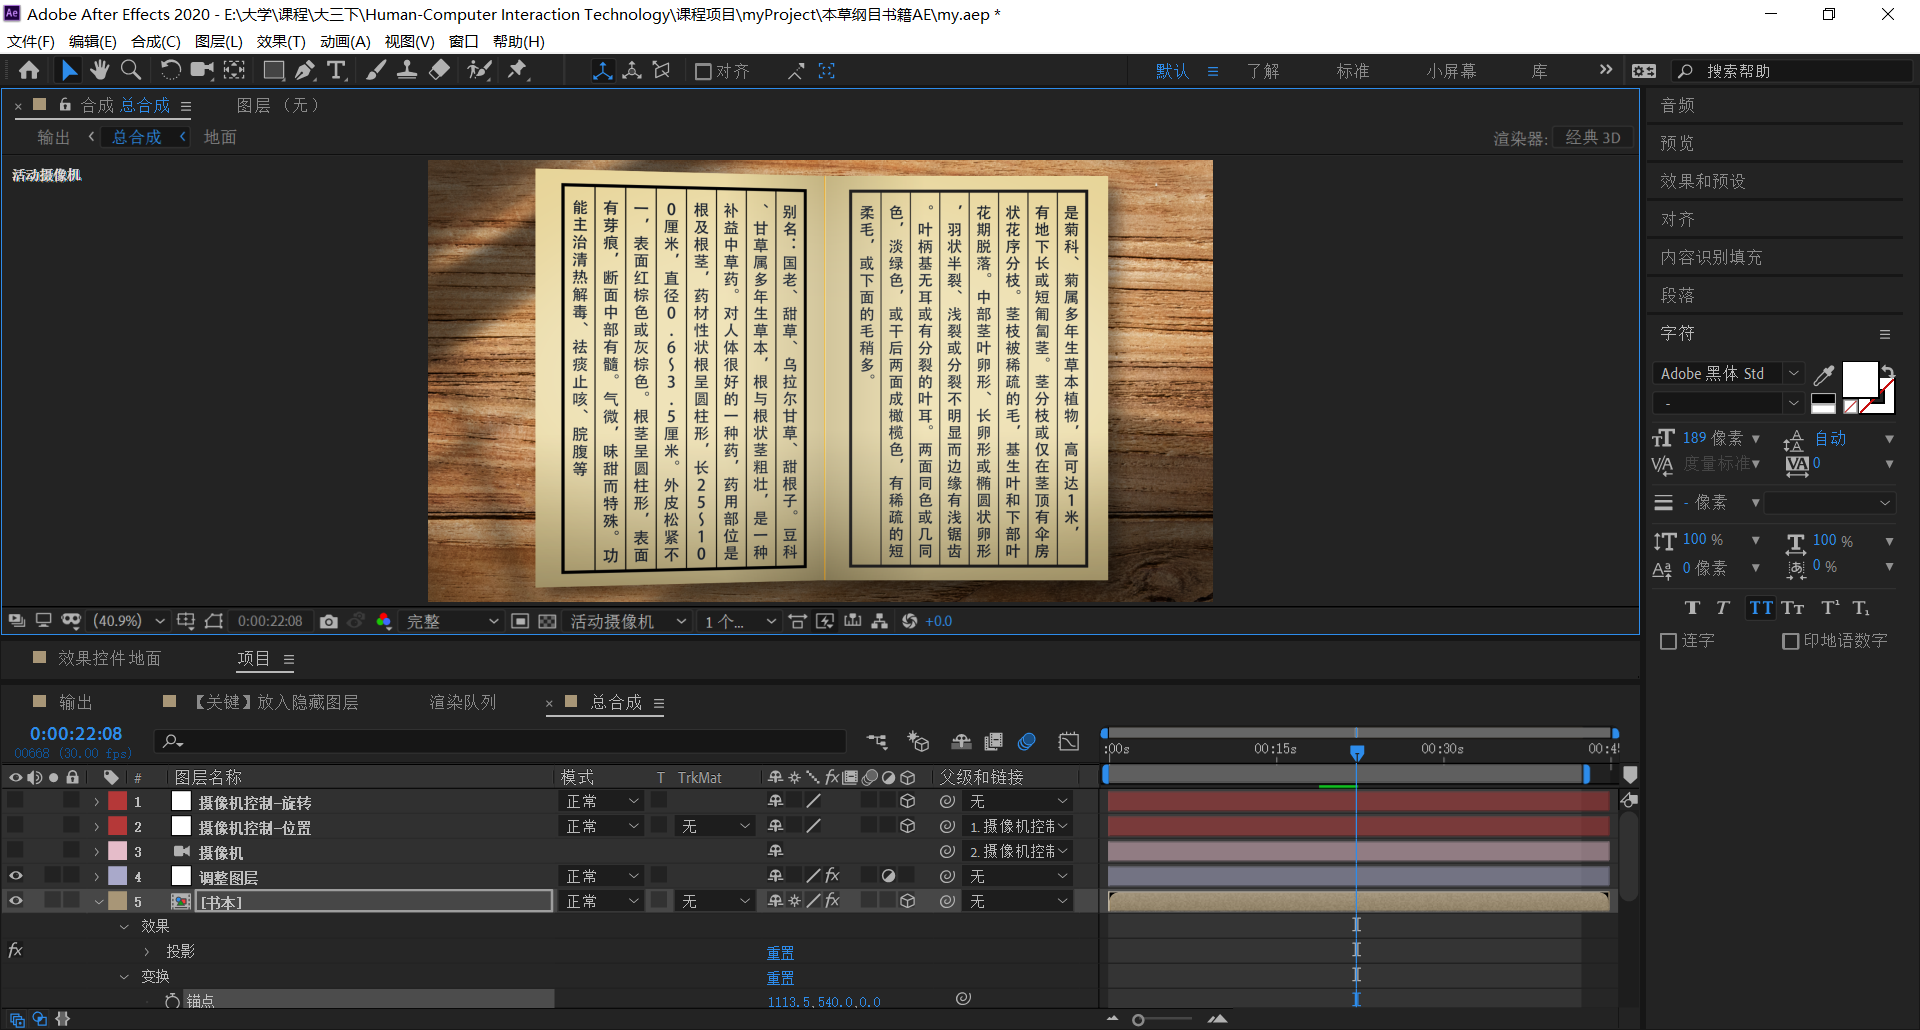 Adobe After Effects 2020 - E:\大学\课程\大三下\Human-Computer Interaction Technology\课程项目\myProject\本草纲目书籍AE\my.aep *
文件(F) 编辑(E) 合成(C) 图层(L) 效果(T) 动画(A) 视图(V) 窗口 帮助(H)
对齐 默认 了解 标准 小屏幕 库 搜索帮助
合成 总合成 图层 （无）
输出 总合成 地面 渲染器: 经典 3D
活动摄像机
别名：国老、甜草、乌拉尔甘草、甜根子。豆科
、甘草属多年生草本，根与根状茎粗壮，是一种
补益中草药。对人体很好的一种药，药用部位是
根及根茎，药材性状根呈圆柱形，长25～10
0厘米，直径0.6～3.5厘米。外皮松紧不
一，表面红棕色或灰棕色。根茎呈圆柱形，表面
有芽痕，断面中部有髓。气微，味甜而特殊。功
能主治清热解毒、祛痰止咳、脘腹等
是菊科、菊属多年生草本植物，高可达1米，
有地下长或短匍匐茎。茎分枝或仅在茎顶有伞房
状花序分枝。茎枝被稀疏的毛，基生叶和下部叶
花期脱落。中部茎叶卵形、长卵形或椭圆状卵形
，羽状半裂、浅裂或分裂不明显而边缘有浅锯齿
。叶柄基无耳或有分裂的叶耳。两面同色或几同
色，淡绿色，或干后两面成橄榄色，有稀疏的短
柔毛，或下面的毛稍多。
(40.9%) 0:00:22:08 完整 活动摄像机 1 个... +0.0
音频
预览
效果和预设
对齐
内容识别填充
段落
字符
Adobe 黑体 Std
-
189 像素 自动
度量标准 0
- 像素
100 % 100 %
0 像素 0 %
连字 印地语数字
效果控件 地面 项目
输出 【关键】放入隐藏图层 渲染队列 总合成
0:00:22:08
00668 (30.00 fps)
:00s 00:15s 00:30s 00:4
# 图层名称 模式 T TrkMat 父级和链接
1 摄像机控制-旋转 正常 无
2 摄像机控制-位置 正常 无 1. 摄像机控制
3 摄像机 2. 摄像机控制
4 调整图层 正常 无
5 [书本] 正常 无 无
效果
fx 投影 重置
变换 重置
锚点 1113.5,540.0,0.0